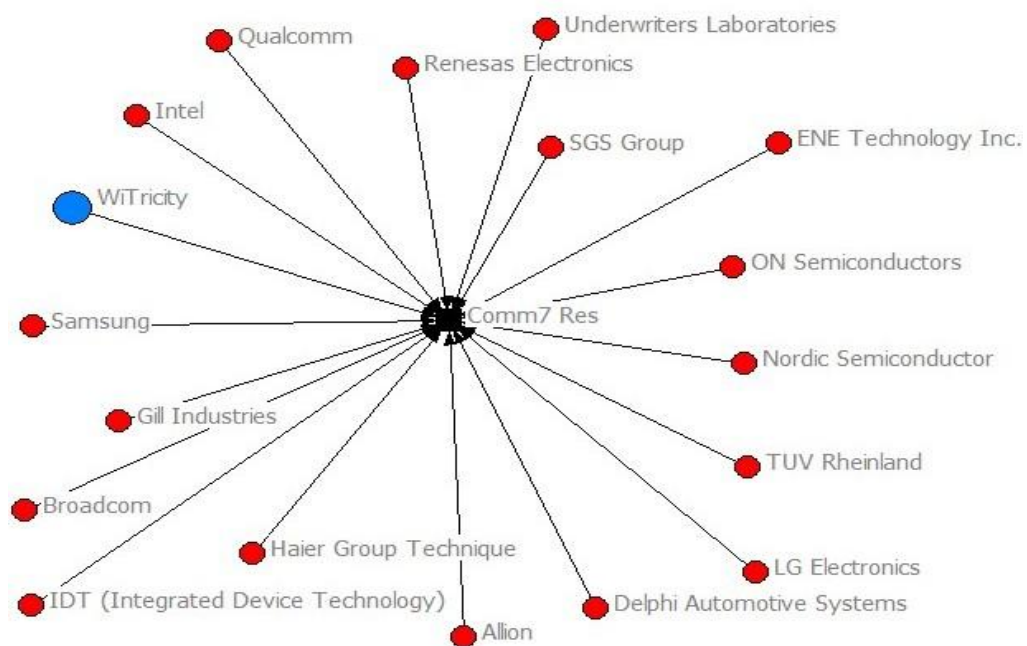 Underwriters Laboratories
Qualcomm
Renesas Electronics
Intel
SGS Group
ENE Technology Inc.
WiTricity
ON Semiconductors
Samsung
Comm7 Res
Nordic Semiconductor
Gill Industries
TUV Rheinland
Broadcom
Haier Group Technique
LG Electronics
IDT (Integrated Device Technology)
Delphi Automotive Systems
Allion